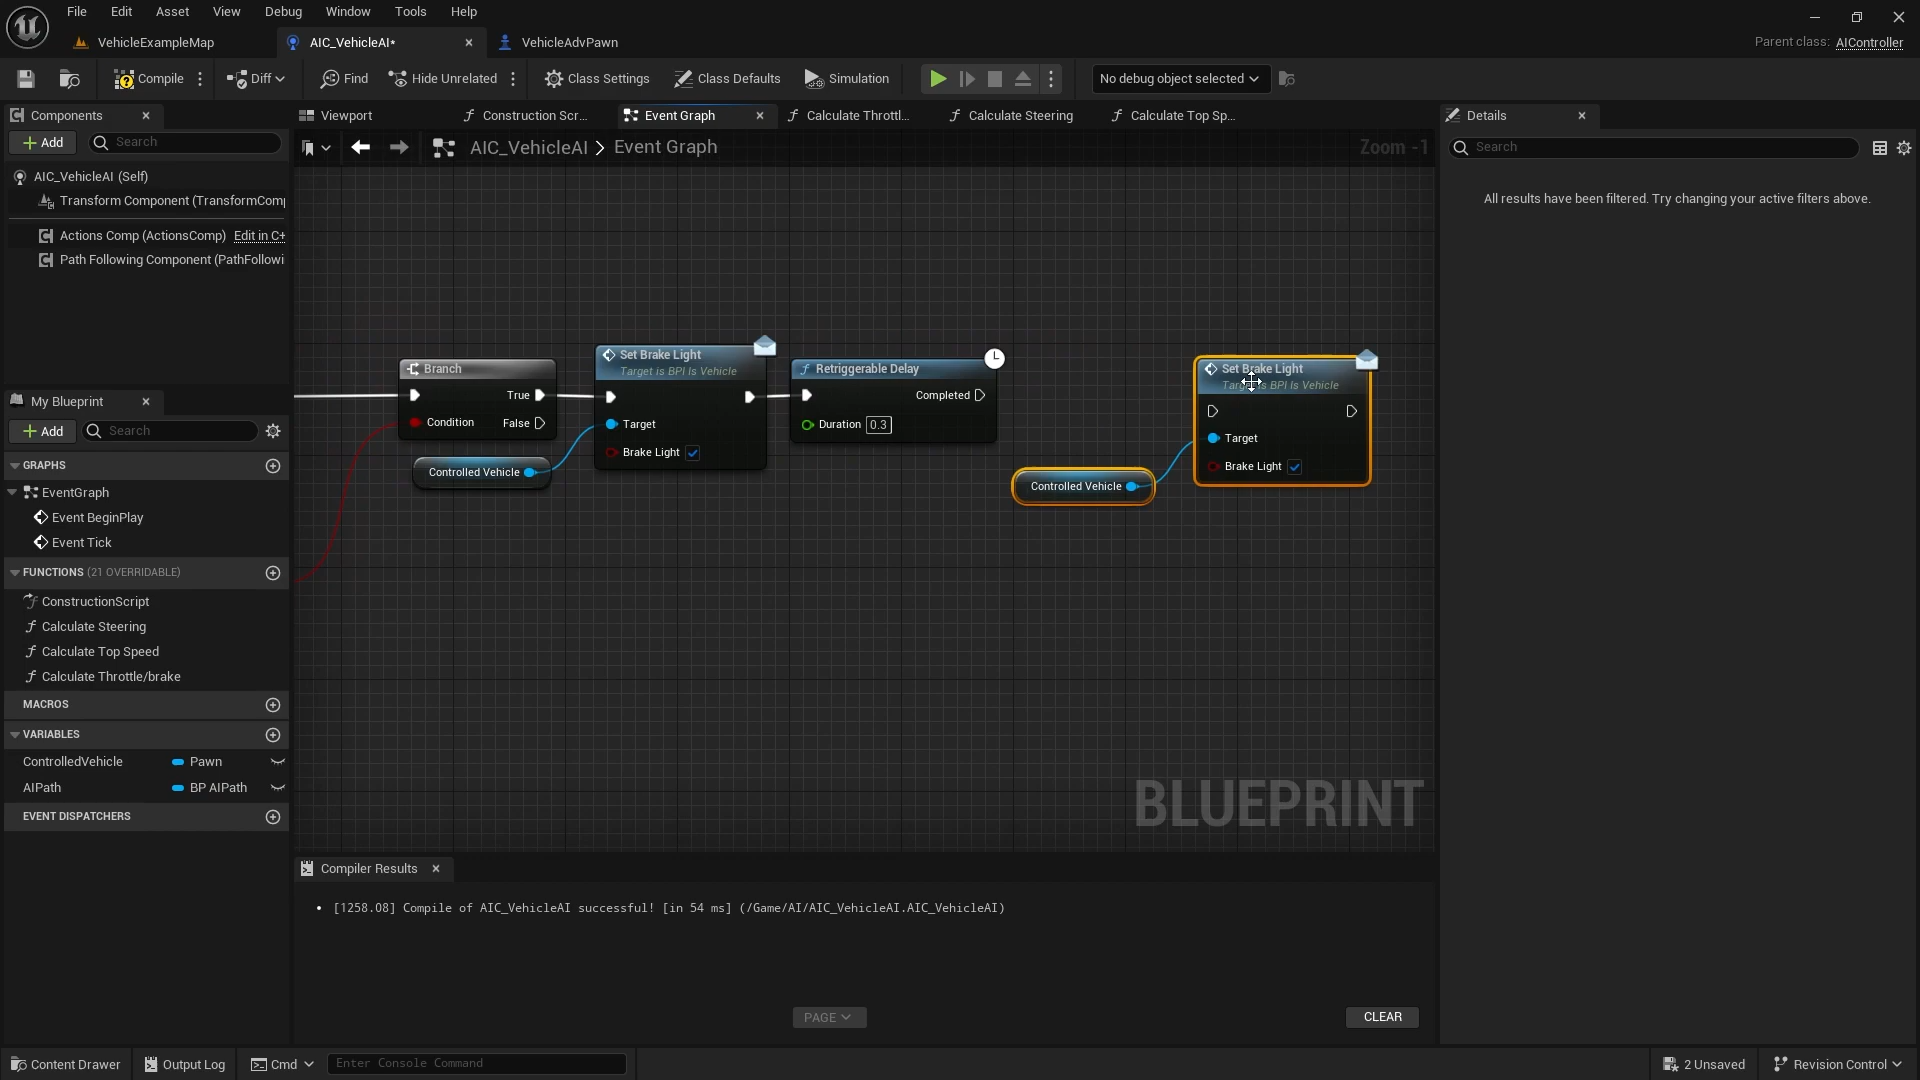 File Edit Asset View Debug Window Tools Help
VehicleExampleMap AIC_VehicleAI* VehicleAdvPawn
Parent class: AIController
Compile Diff Find Hide Unrelated Class Settings Class Defaults Simulation No debug object selected
Components
Add Search
AIC_VehicleAI (Self)
Transform Component (TransformComp
Actions Comp (ActionsComp) Edit in C+
Path Following Component (PathFollowi
My Blueprint
Add Search
GRAPHS
EventGraph
Event BeginPlay
Event Tick
FUNCTIONS (21 OVERRIDABLE)
ConstructionScript
Calculate Steering
Calculate Top Speed
Calculate Throttle/brake
MACROS
VARIABLES
ControlledVehicle Pawn
AIPath BP AIPath
EVENT DISPATCHERS
Viewport Construction Scr... Event Graph Calculate Throttl... Calculate Steering Calculate Top Sp...
AIC_VehicleAI > Event Graph Zoom -1
Branch
True
Condition False
Controlled Vehicle
Set Brake Light
Target is BPI Is Vehicle
Target
Brake Light
Retriggerable Delay
Completed
Duration 0.3
Controlled Vehicle
Set Brake Light
Target is BPI Is Vehicle
Target
Brake Light
BLUEPRINT
Compiler Results
[1258.08] Compile of AIC_VehicleAI successful! [in 54 ms] (/Game/AI/AIC_VehicleAI.AIC_VehicleAI)
PAGE CLEAR
Details
Search
All results have been filtered. Try changing your active filters above.
Content Drawer Output Log Cmd Enter Console Command 2 Unsaved Revision Control